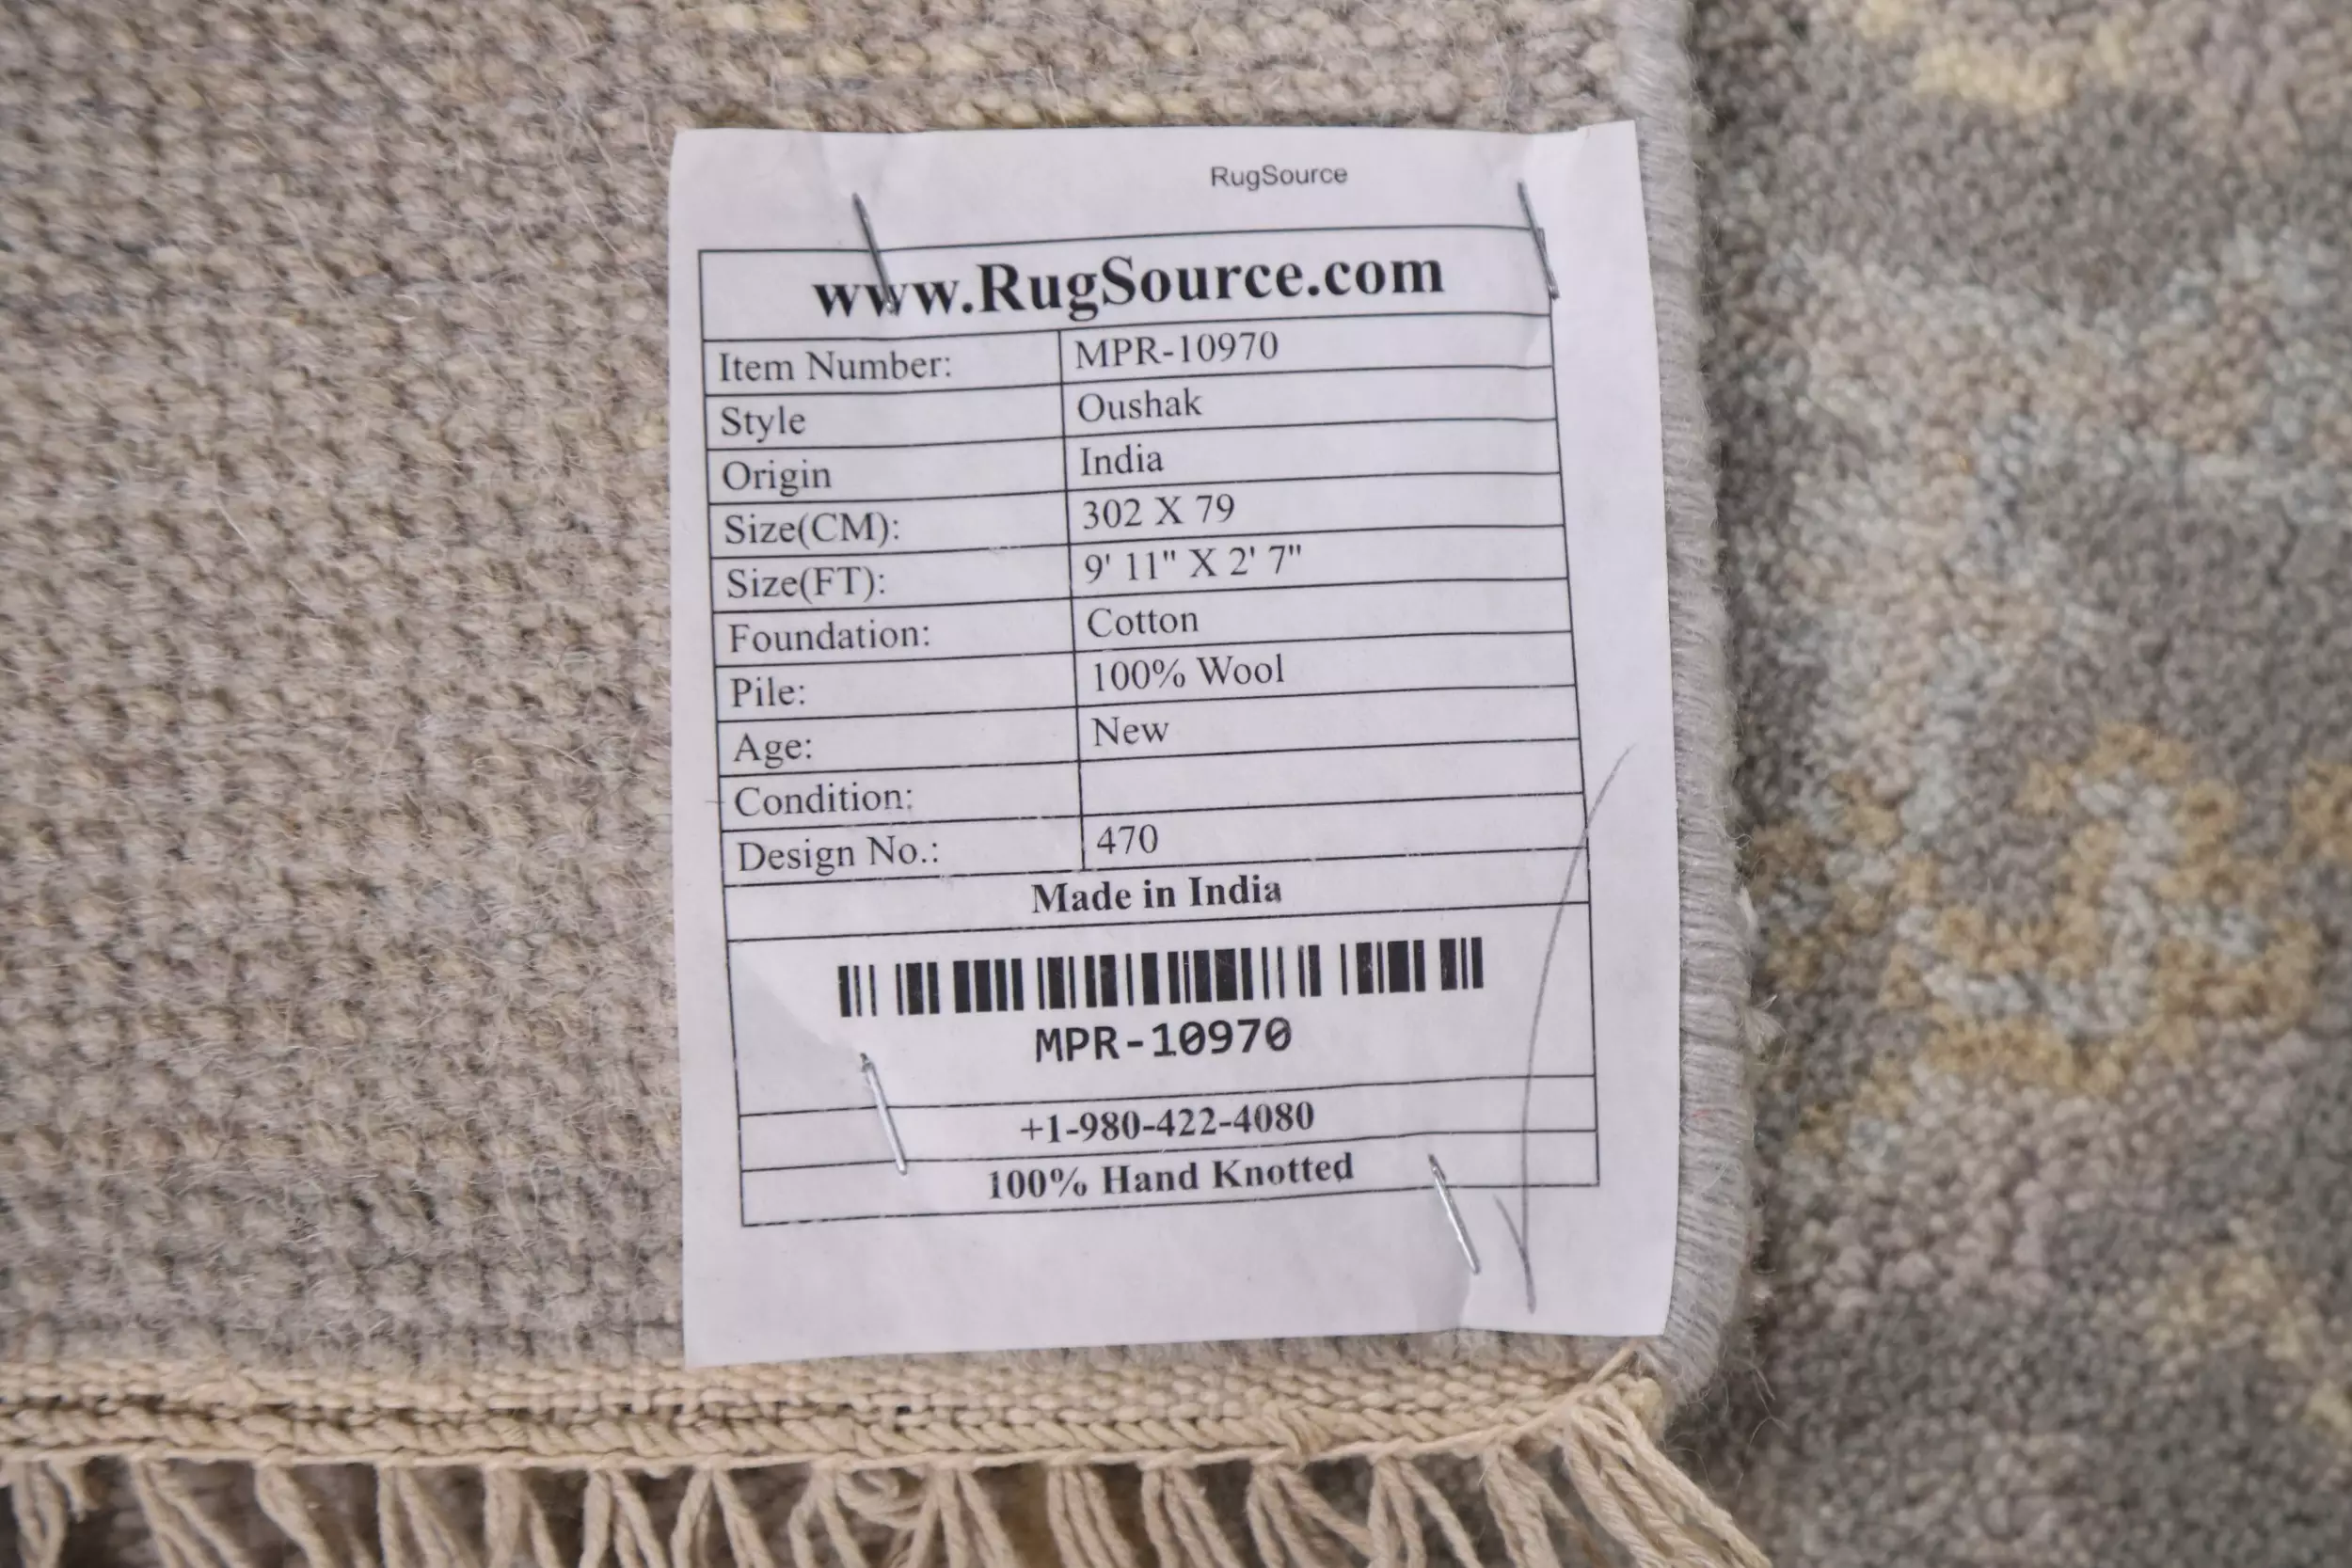 RugSource
www.RugSource.com
Item Number: MPR-10970
Style Oushak
Origin India
Size(CM): 302 X 79
Size(FT): 9' 11" X 2' 7"
Foundation: Cotton
Pile: 100% Wool
Age: New
Condition:
Design No.: 470
Made in India
MPR-10970
+1-980-422-4080
100% Hand Knotted